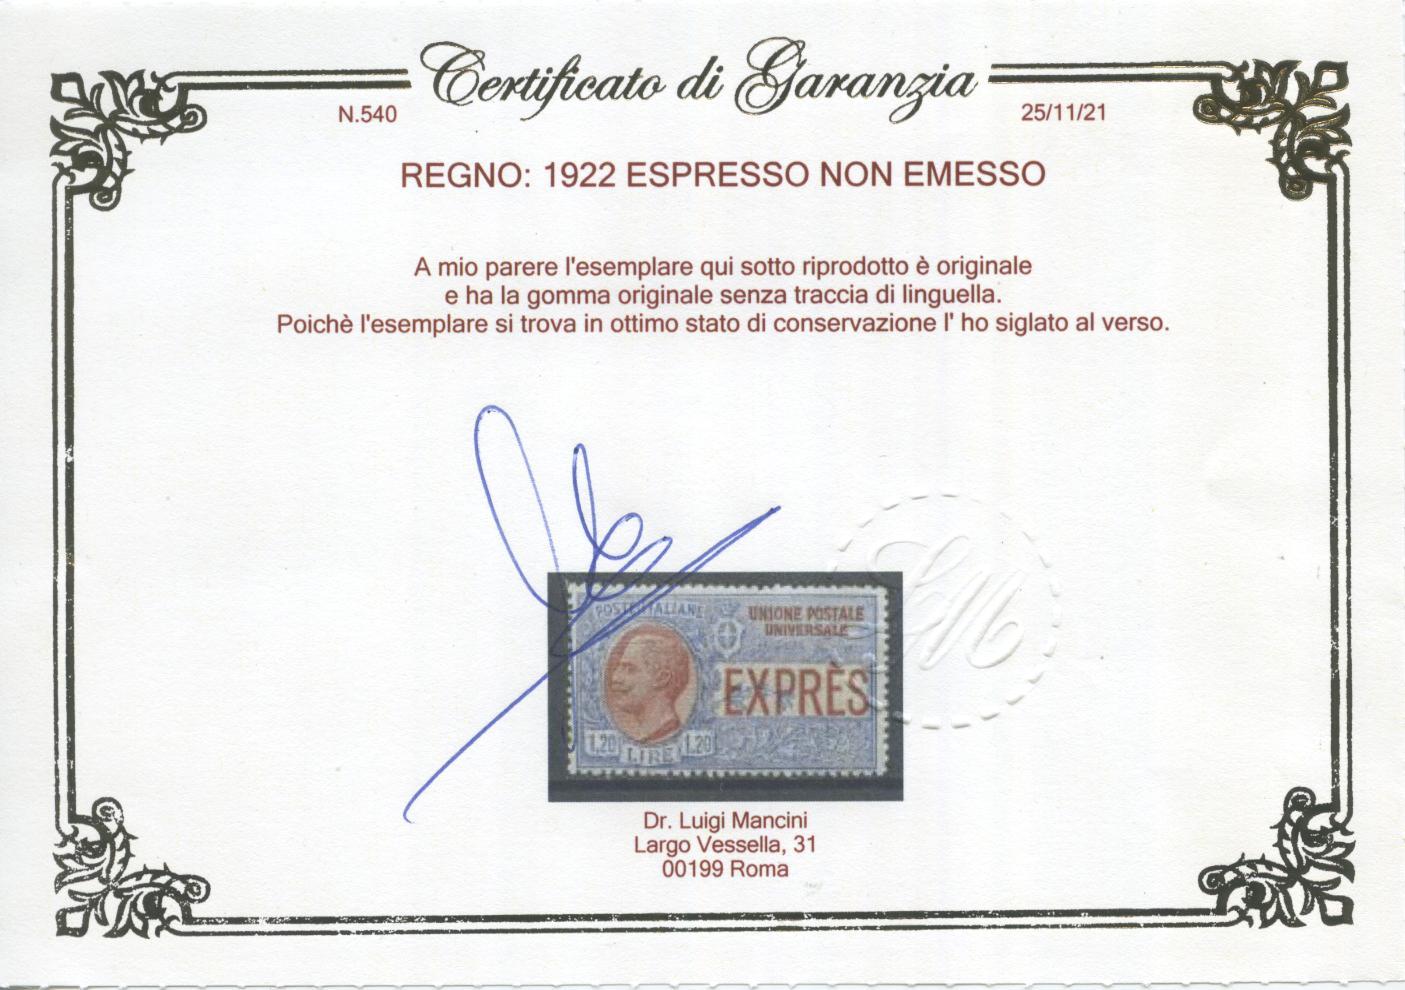 Certificato di Garanzia
N.540
25/11/21
REGNO: 1922 ESPRESSO NON EMESSO
A mio parere l'esemplare qui sotto riprodotto è originale
e ha la gomma originale senza traccia di linguella.
Poichè l'esemplare si trova in ottimo stato di conservazione l' ho siglato al verso.
POSTE ITALIANE
UNIONE POSTALE
UNIVERSALE
EXPRÈS
1.20 LIRE 1.20
LM
Dr. Luigi Mancini
Largo Vessella, 31
00199 Roma